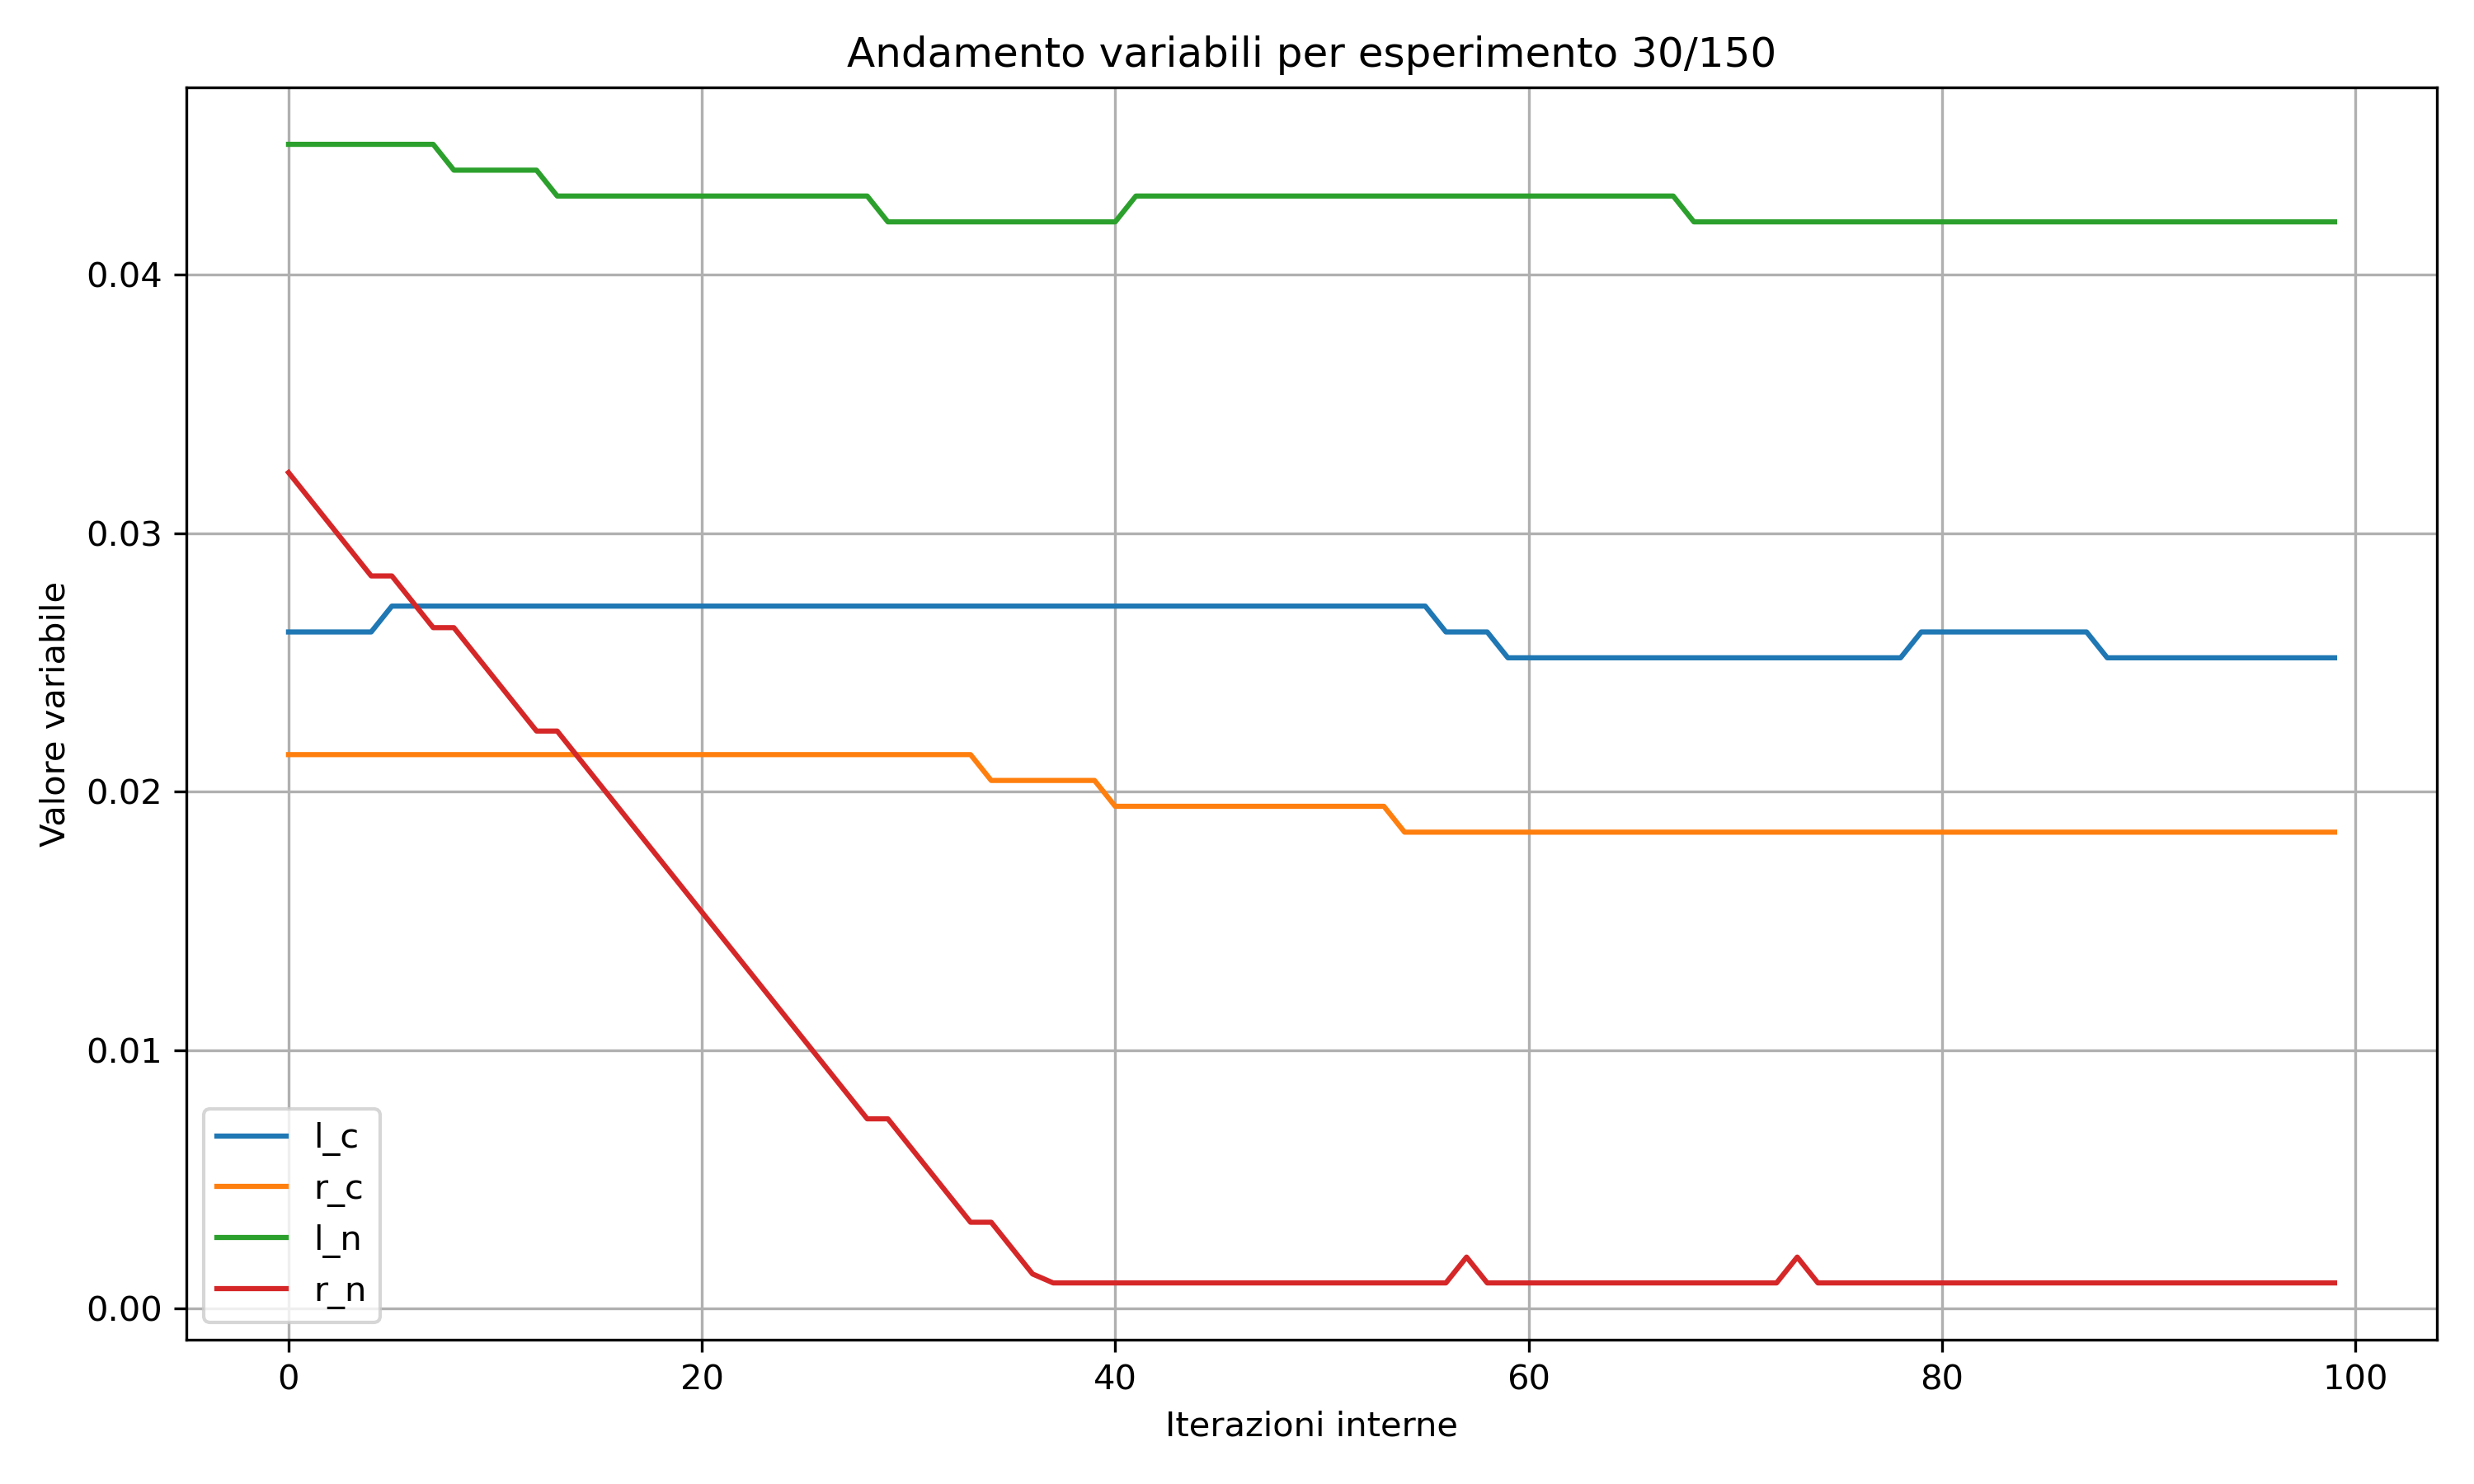 Andamento variabili per esperimento 30/150
Valore variabile
0.04
0.03
0.02
0.01
0.00
l_c
r_c
l_n
r_n
0 20 40 60 80 100
Iterazioni interne